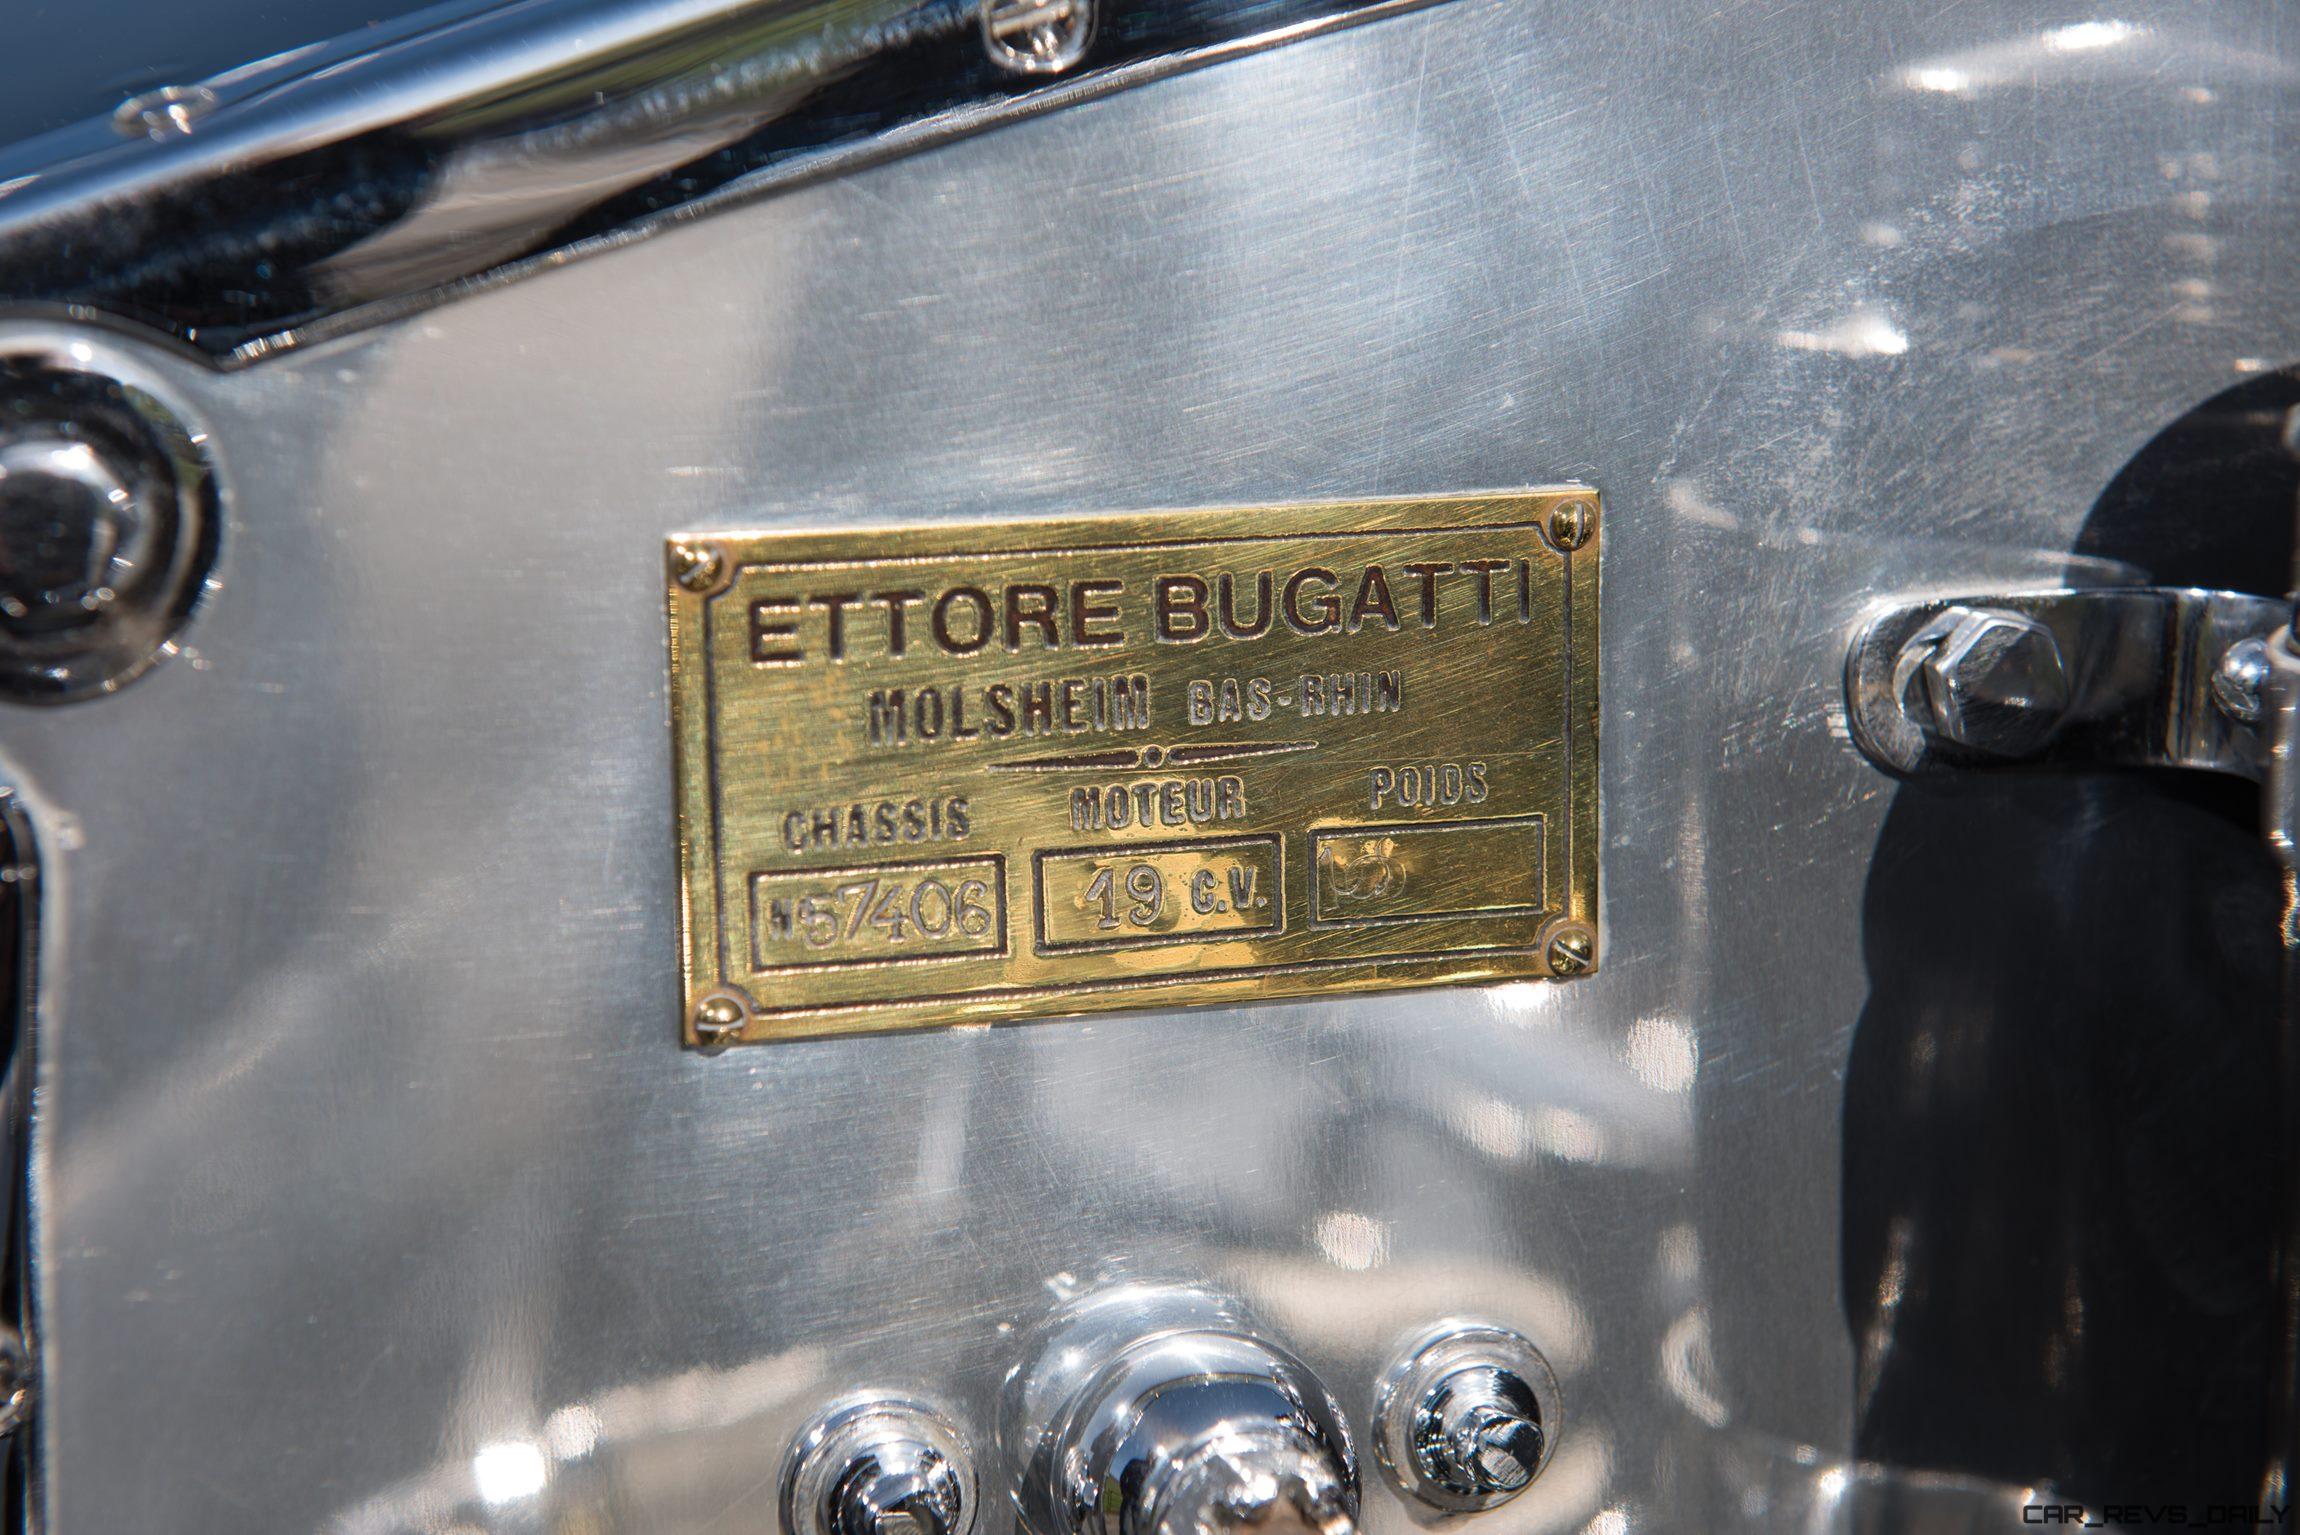 ETTORE BUGATTI
MOLSHEIM BAS-RHIN
CHASSIS MOTEUR POIDS
N° 57406 19 C.V.
CAR_REVS_DAILY